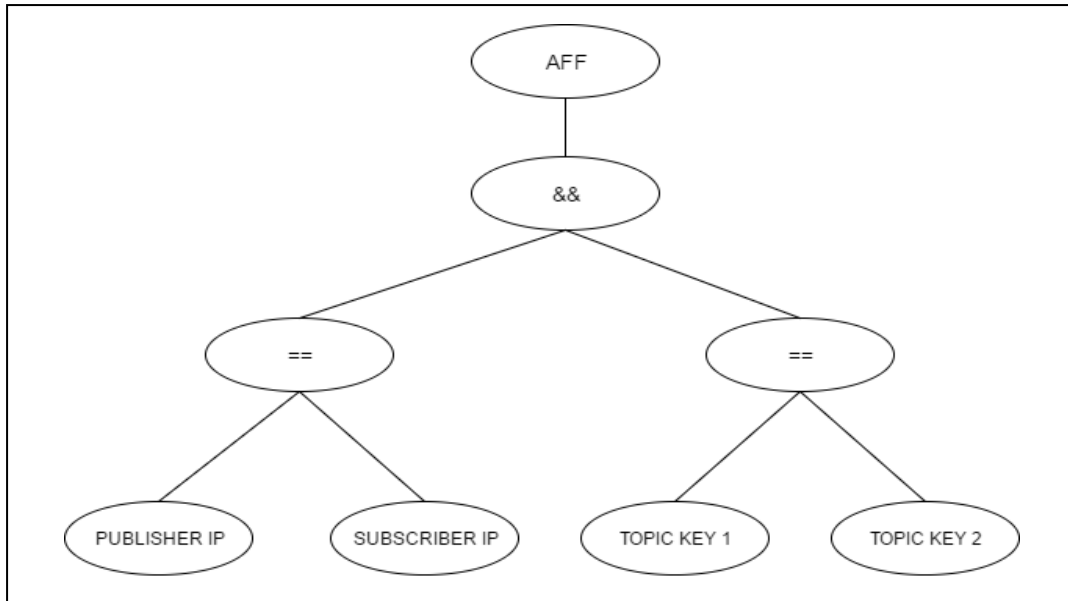 AFF
&&
==
==
PUBLISHER IP
SUBSCRIBER IP
TOPIC KEY 1
TOPIC KEY 2